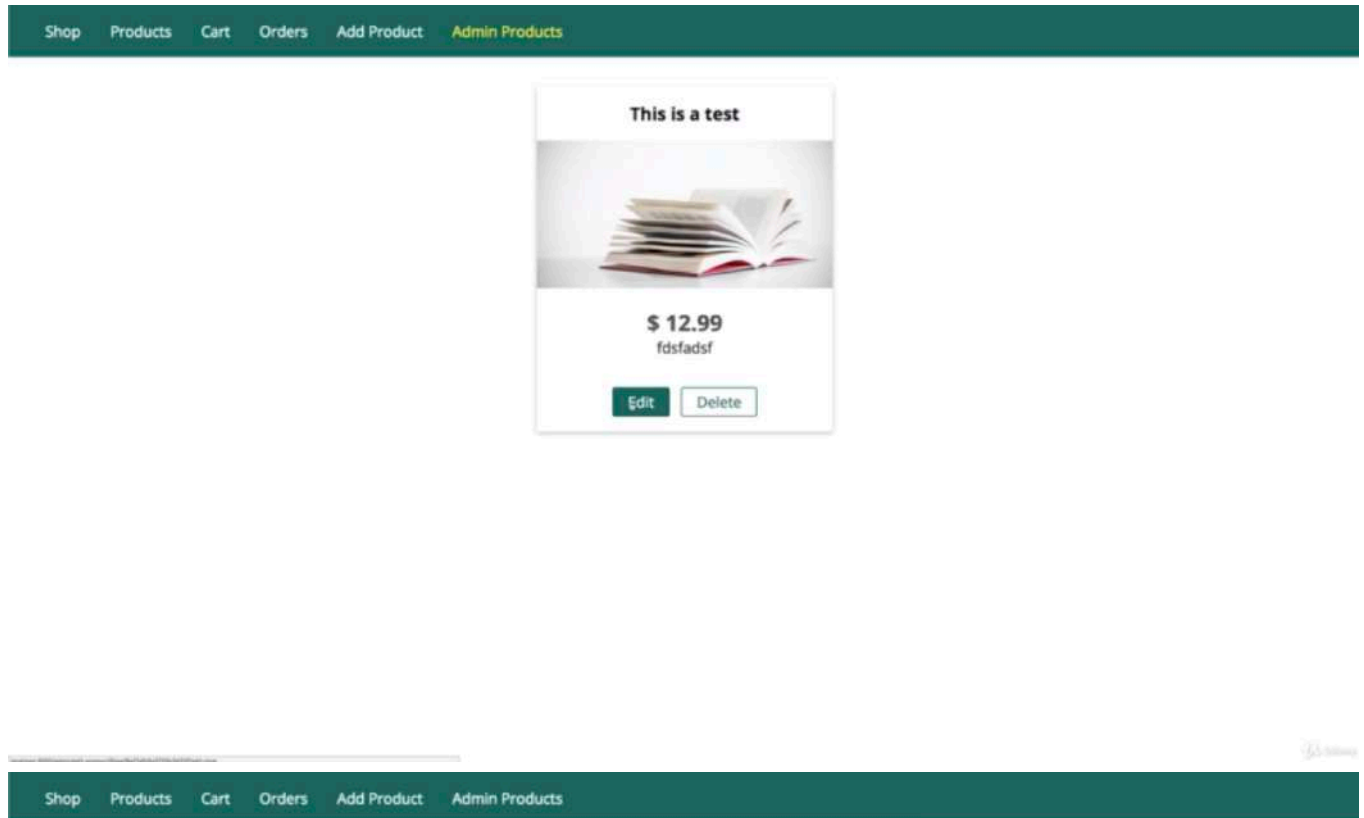 Shop Products Cart Orders Add Product Admin Products
This is a test
$ 12.99
fdsfadsf
Edit Delete
Shop Products Cart Orders Add Product Admin Products